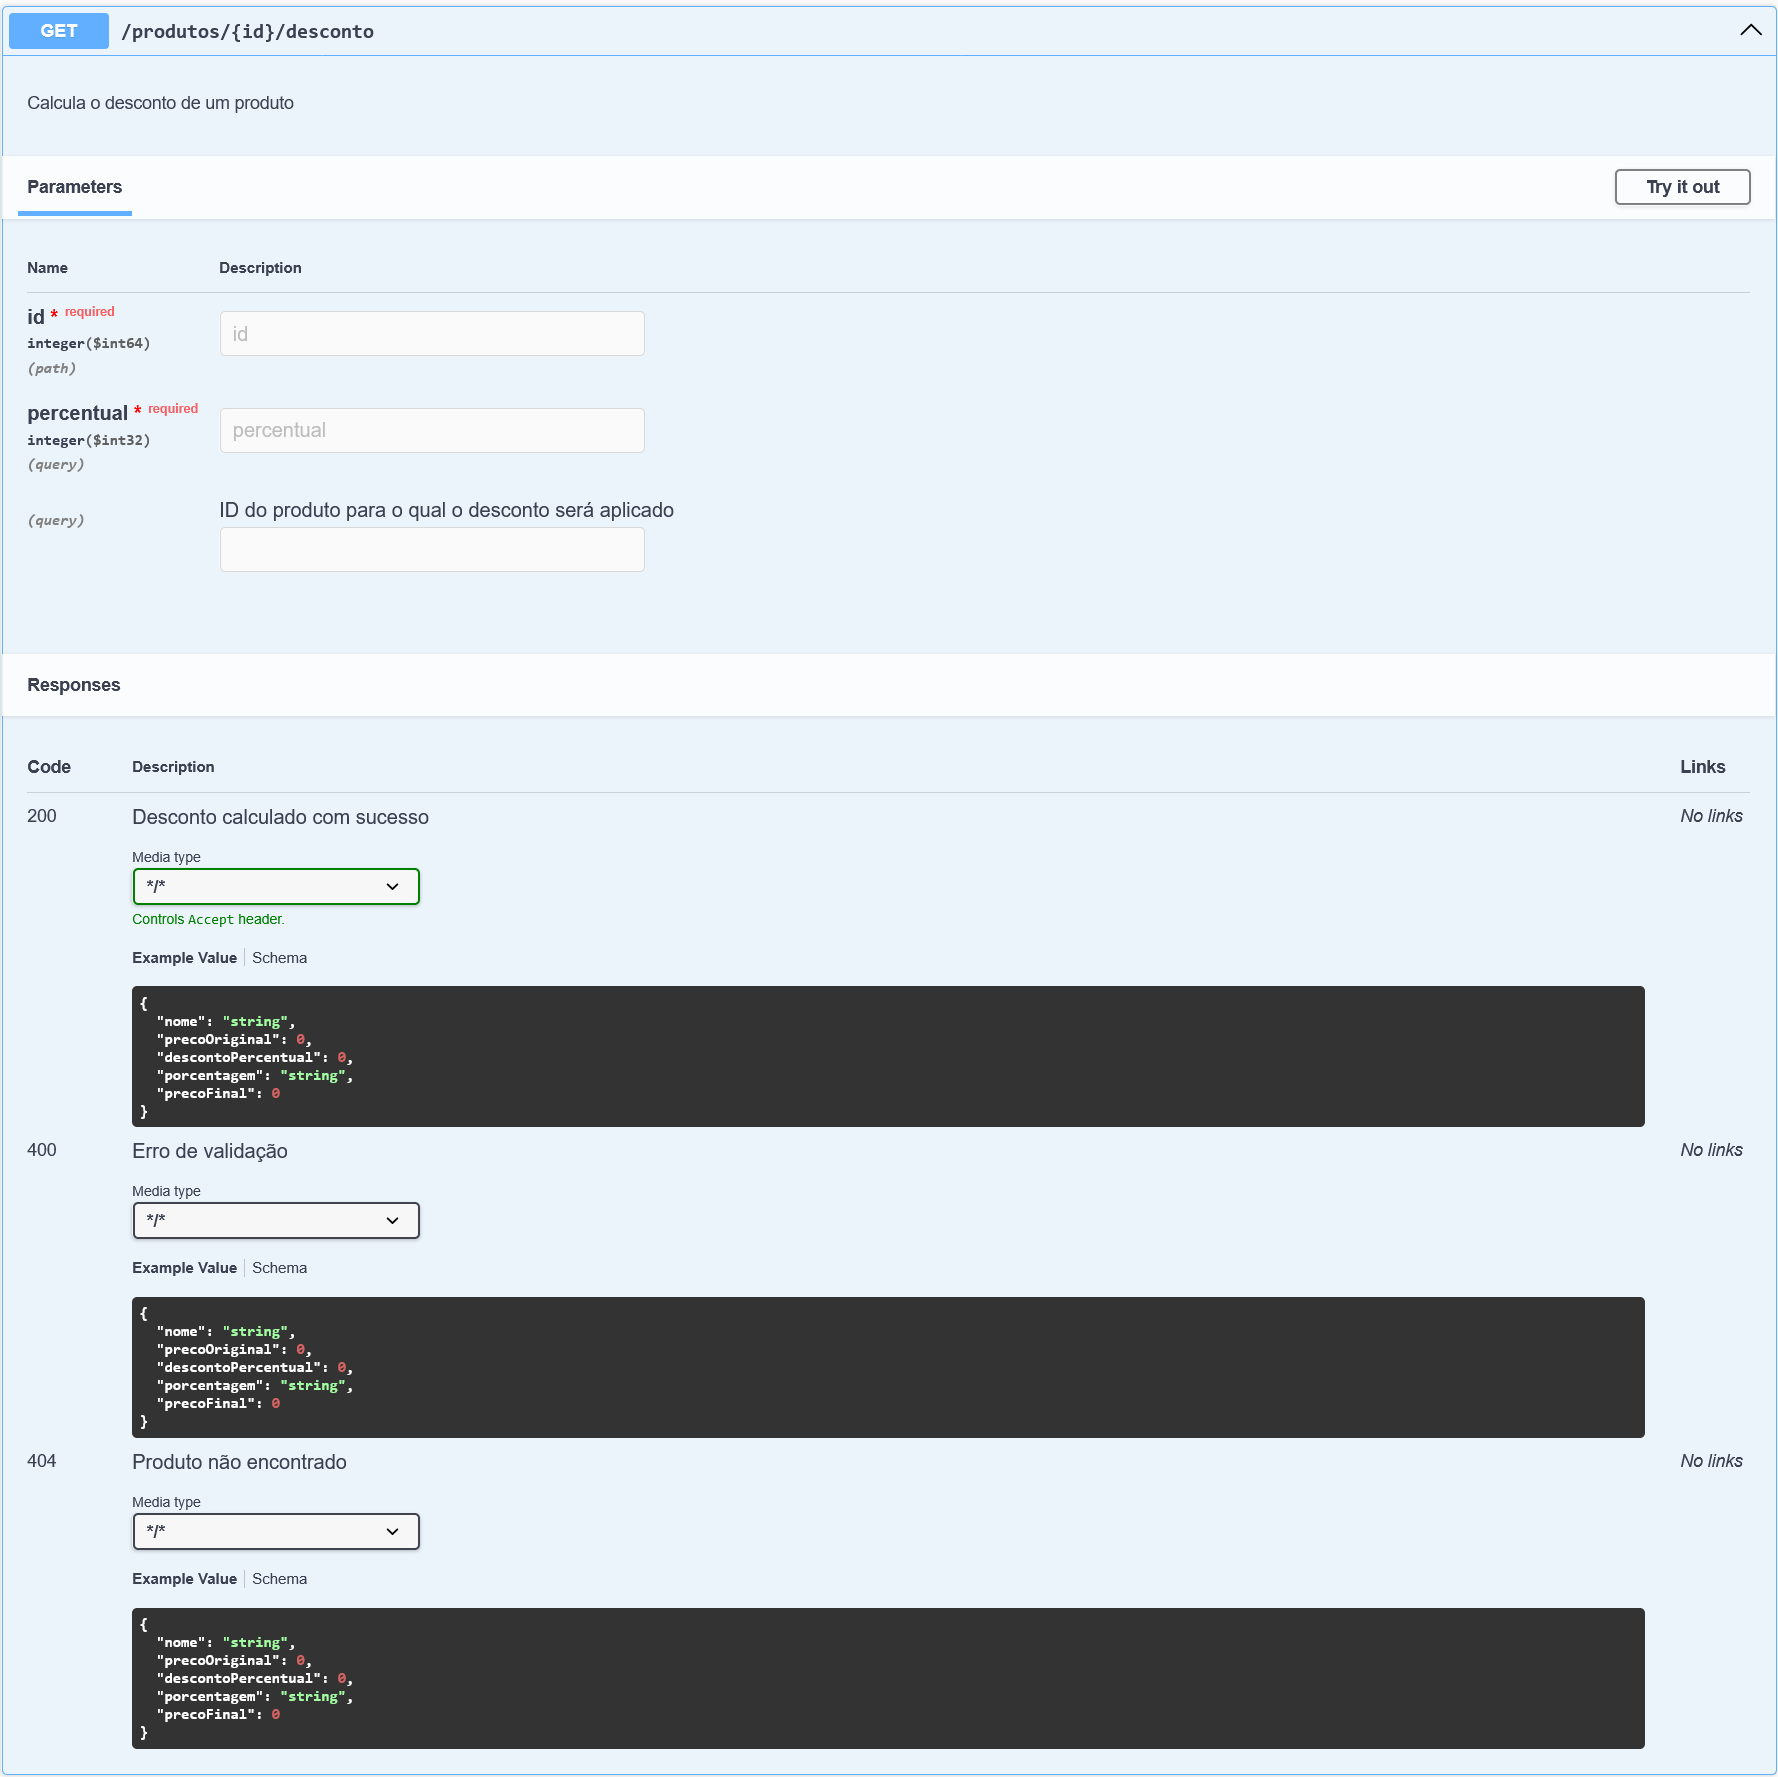 GET /produtos/{id}/desconto
Calcula o desconto de um produto
Parameters
Try it out
Name Description
id * required
id
integer($int64)
(path)
percentual * required
percentual
integer($int32)
(query)
ID do produto para o qual o desconto será aplicado
(query)
Responses
Code Description Links
200 Desconto calculado com sucesso No links
Media type
*/*
Controls Accept header.
Example Value Schema
{
"nome": "string",
"precoOriginal": 0,
"descontoPercentual": 0,
"porcentagem": "string",
"precoFinal": 0
}
400 Erro de validação No links
Media type
*/*
Example Value Schema
{
"nome": "string",
"precoOriginal": 0,
"descontoPercentual": 0,
"porcentagem": "string",
"precoFinal": 0
}
404 Produto não encontrado No links
Media type
*/*
Example Value Schema
{
"nome": "string",
"precoOriginal": 0,
"descontoPercentual": 0,
"porcentagem": "string",
"precoFinal": 0
}